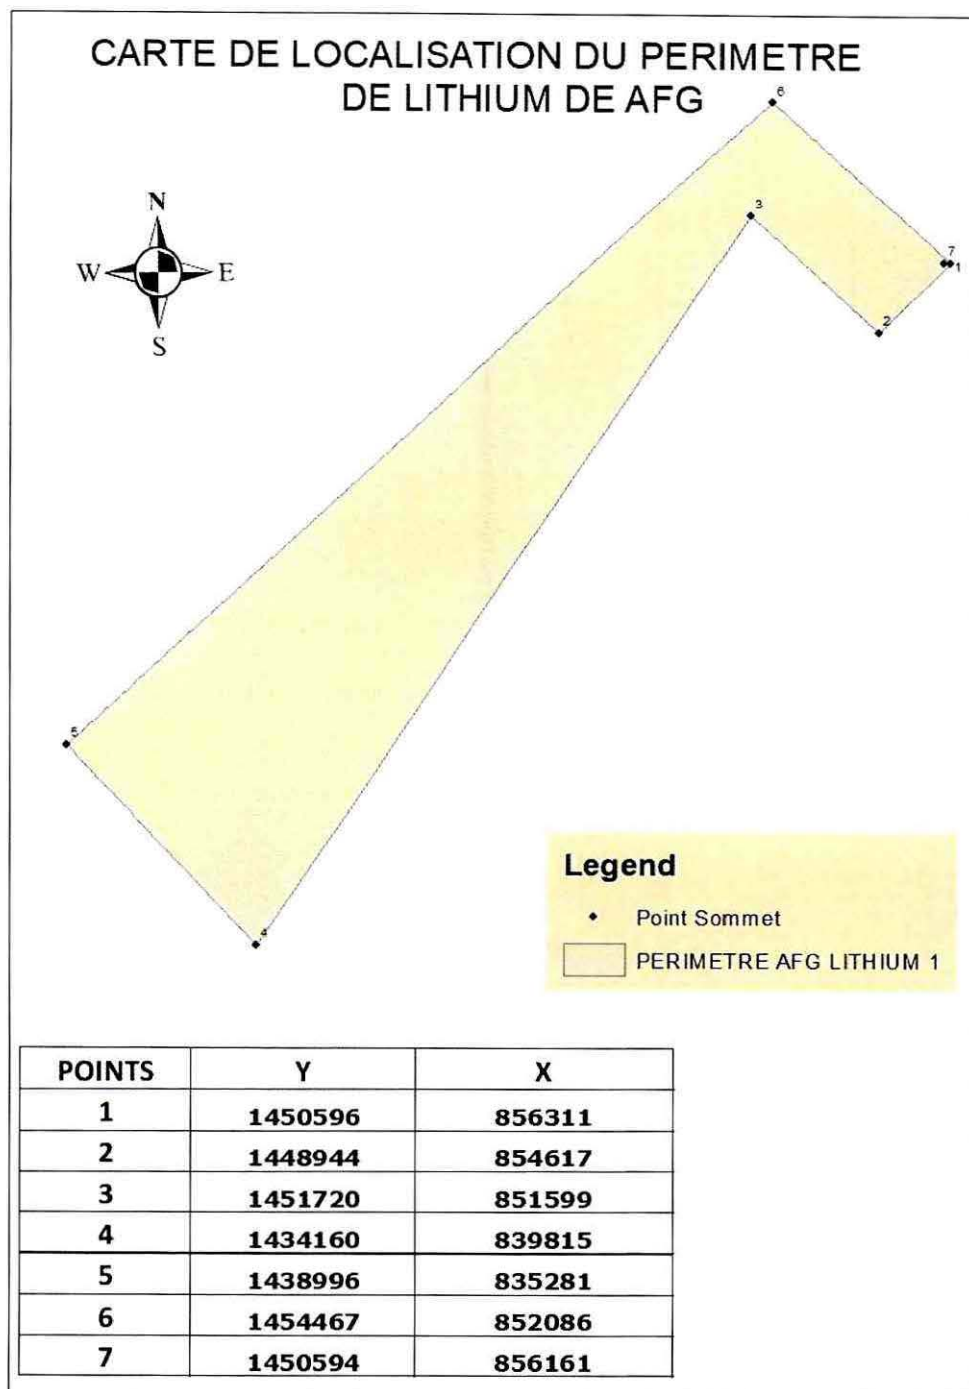 CARTE DE LOCALISATION DU PERIMETRE
DE LITHIUM DE AFG
6
3
N
W E
S
7
1
2
5
4
Legend
Point Sommet
PERIMETRE AFG LITHIUM 1
POINTS Y X
1 1450596 856311
2 1448944 854617
3 1451720 851599
4 1434160 839815
5 1438996 835281
6 1454467 852086
7 1450594 856161